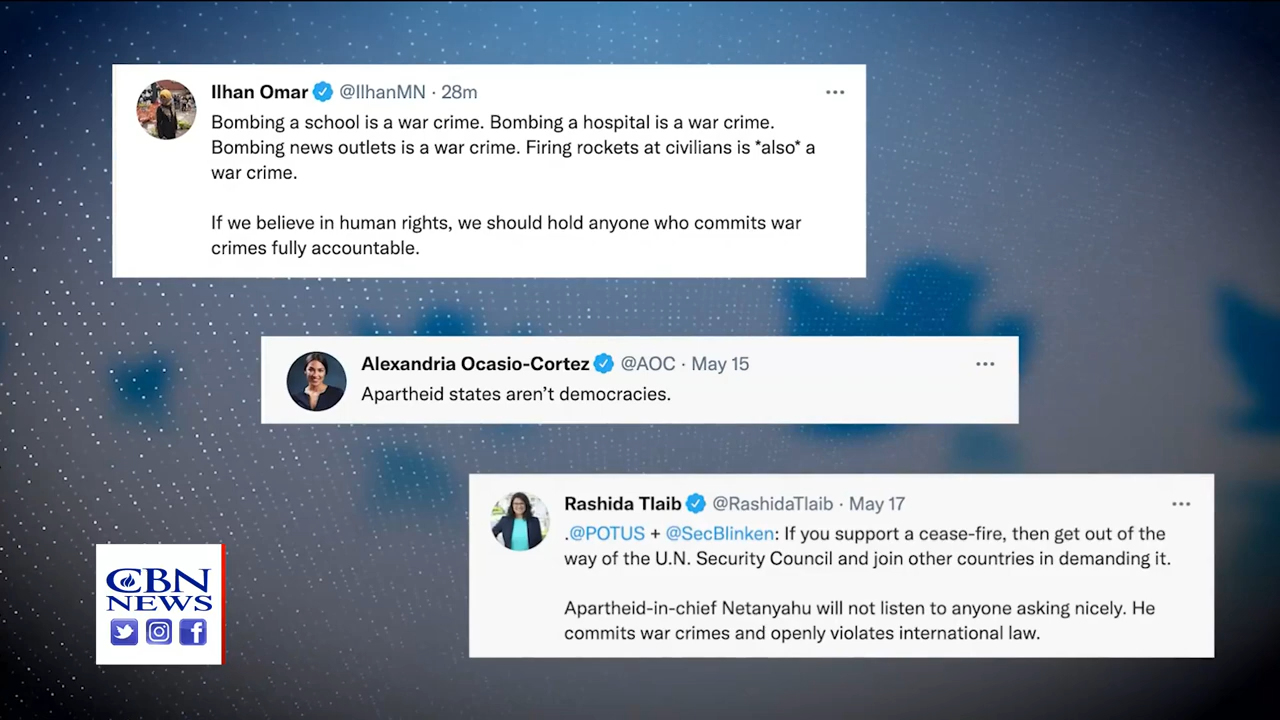 Ilhan Omar @IlhanMN · 28m
Bombing a school is a war crime. Bombing a hospital is a war crime.
Bombing news outlets is a war crime. Firing rockets at civilians is *also* a
war crime.
If we believe in human rights, we should hold anyone who commits war
crimes fully accountable.
Alexandria Ocasio-Cortez @AOC · May 15
Apartheid states aren’t democracies.
Rashida Tlaib @RashidaTlaib · May 17
.@POTUS + @SecBlinken: If you support a cease-fire, then get out of the
way of the U.N. Security Council and join other countries in demanding it.
Apartheid-in-chief Netanyahu will not listen to anyone asking nicely. He
commits war crimes and openly violates international law.
CBN
NEWS